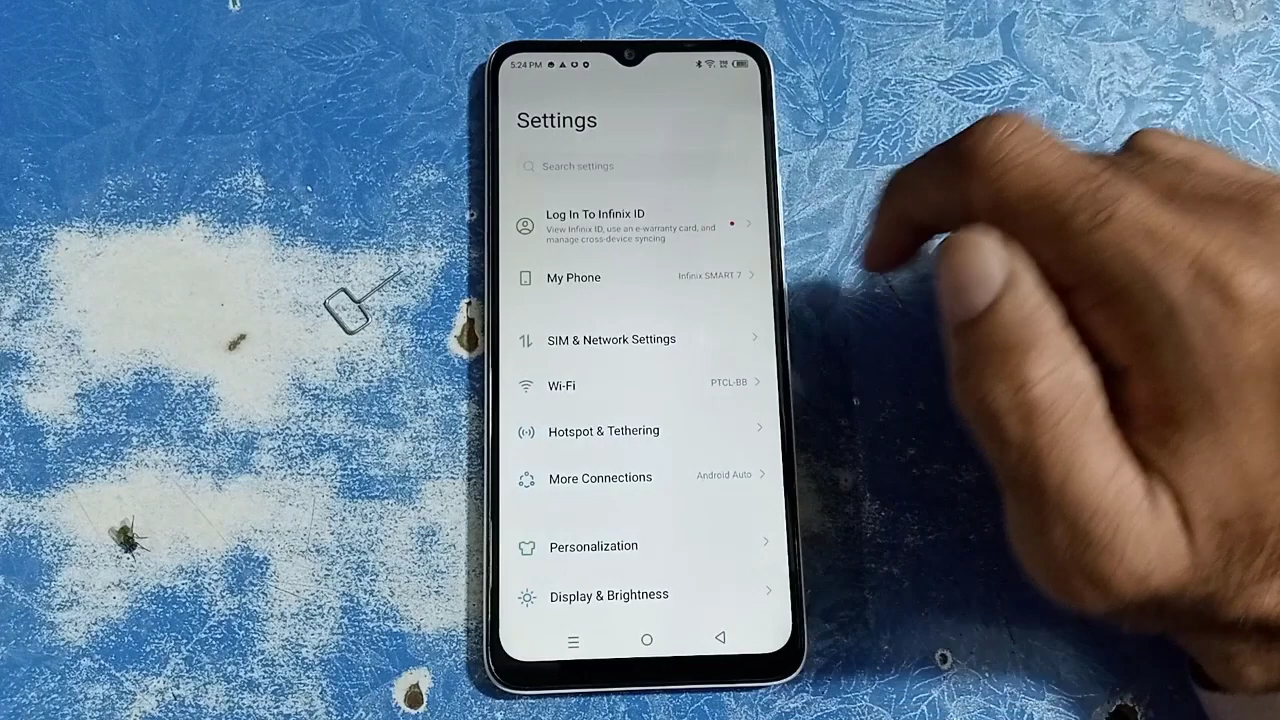 5:24 PM
Settings
Search settings
Log In To Infinix ID
View Infinix ID, use an e-warranty card, and
manage cross-device syncing
My Phone Infinix SMART 7
SIM & Network Settings
Wi-Fi PTCL-BB
Hotspot & Tethering
More Connections Android Auto
Personalization
Display & Brightness